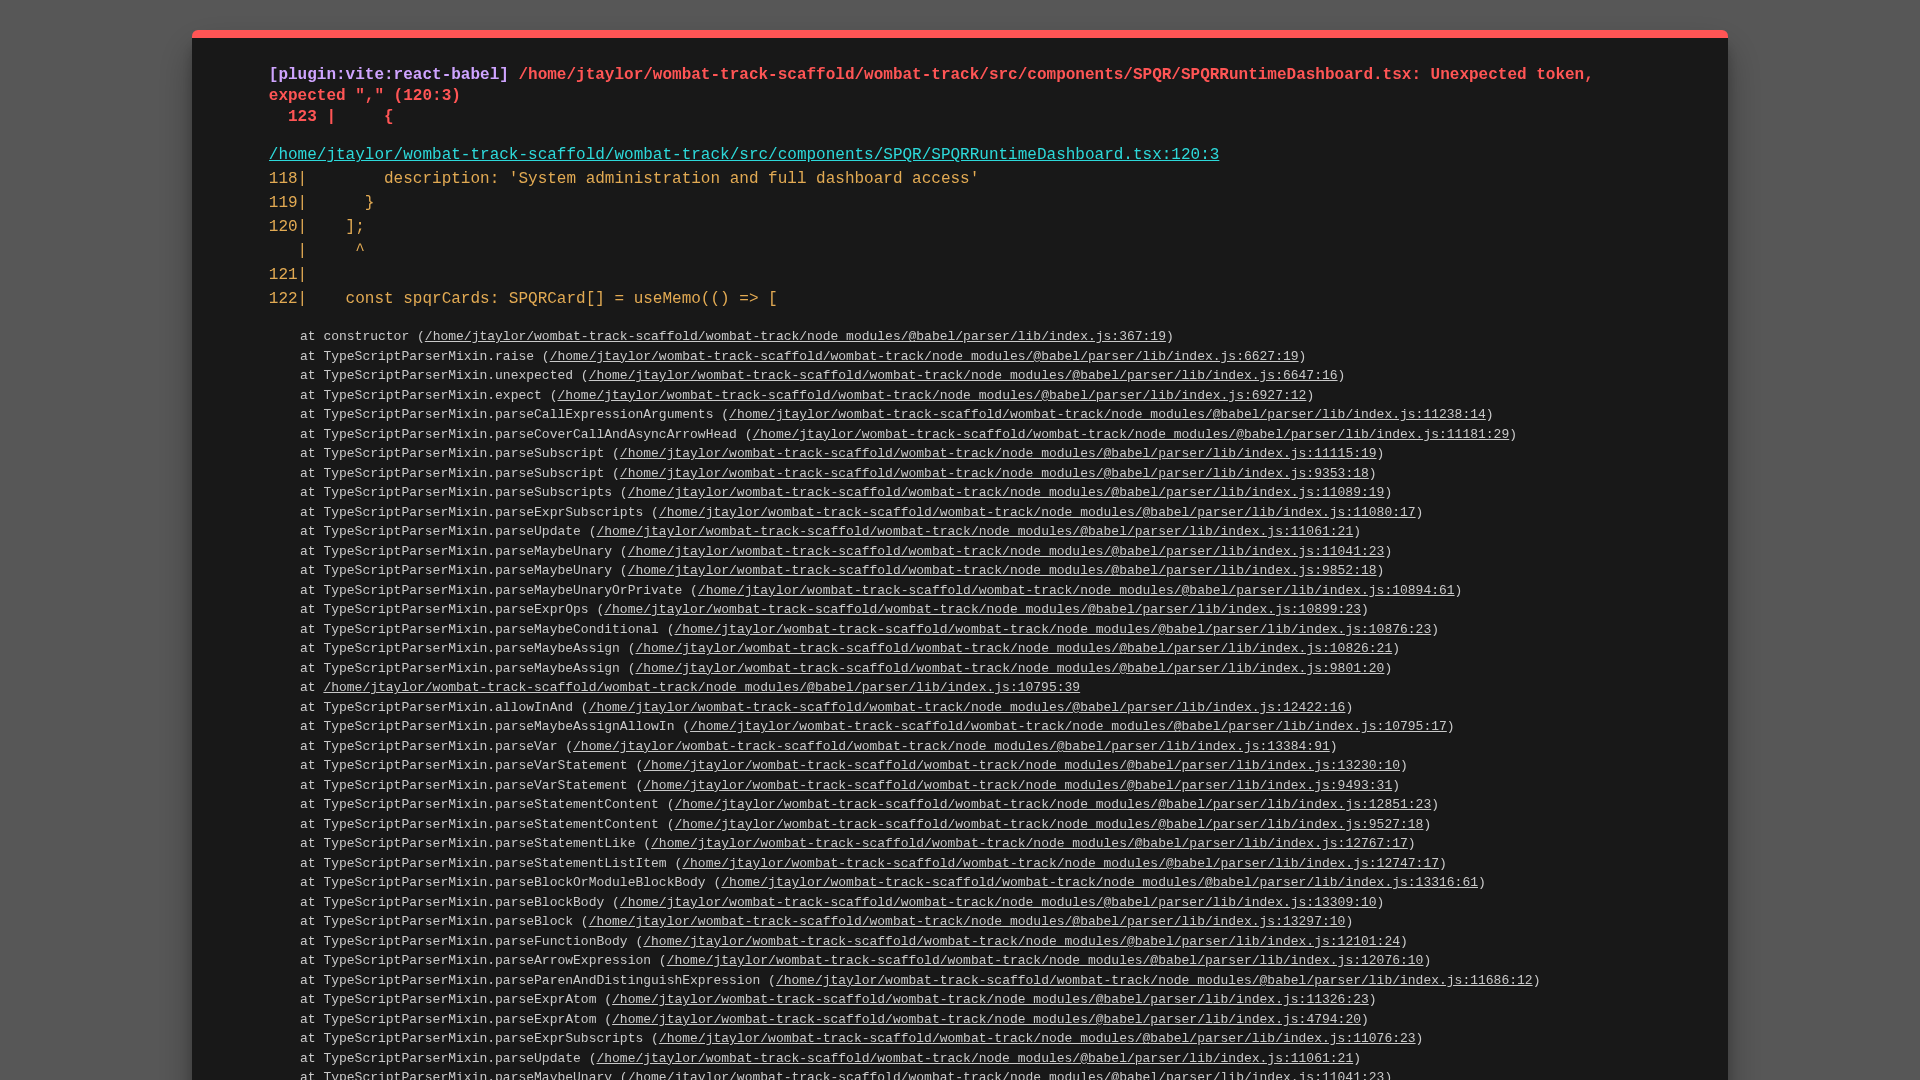 [plugin:vite:react-babel] /home/jtaylor/wombat-track-scaffold/wombat-track/src/components/SPQR/SPQRRuntimeDashboard.tsx: Unexpected token,
expected "," (120:3)
  123 |     {
/home/jtaylor/wombat-track-scaffold/wombat-track/src/components/SPQR/SPQRRuntimeDashboard.tsx:120:3
118|        description: 'System administration and full dashboard access'
119|      }
120|    ];
   |     ^
121|
122|    const spqrCards: SPQRCard[] = useMemo(() => [
at constructor (/home/jtaylor/wombat-track-scaffold/wombat-track/node_modules/@babel/parser/lib/index.js:367:19)
at TypeScriptParserMixin.raise (/home/jtaylor/wombat-track-scaffold/wombat-track/node_modules/@babel/parser/lib/index.js:6627:19)
at TypeScriptParserMixin.unexpected (/home/jtaylor/wombat-track-scaffold/wombat-track/node_modules/@babel/parser/lib/index.js:6647:16)
at TypeScriptParserMixin.expect (/home/jtaylor/wombat-track-scaffold/wombat-track/node_modules/@babel/parser/lib/index.js:6927:12)
at TypeScriptParserMixin.parseCallExpressionArguments (/home/jtaylor/wombat-track-scaffold/wombat-track/node_modules/@babel/parser/lib/index.js:11238:14)
at TypeScriptParserMixin.parseCoverCallAndAsyncArrowHead (/home/jtaylor/wombat-track-scaffold/wombat-track/node_modules/@babel/parser/lib/index.js:11181:29)
at TypeScriptParserMixin.parseSubscript (/home/jtaylor/wombat-track-scaffold/wombat-track/node_modules/@babel/parser/lib/index.js:11115:19)
at TypeScriptParserMixin.parseSubscript (/home/jtaylor/wombat-track-scaffold/wombat-track/node_modules/@babel/parser/lib/index.js:9353:18)
at TypeScriptParserMixin.parseSubscripts (/home/jtaylor/wombat-track-scaffold/wombat-track/node_modules/@babel/parser/lib/index.js:11089:19)
at TypeScriptParserMixin.parseExprSubscripts (/home/jtaylor/wombat-track-scaffold/wombat-track/node_modules/@babel/parser/lib/index.js:11080:17)
at TypeScriptParserMixin.parseUpdate (/home/jtaylor/wombat-track-scaffold/wombat-track/node_modules/@babel/parser/lib/index.js:11061:21)
at TypeScriptParserMixin.parseMaybeUnary (/home/jtaylor/wombat-track-scaffold/wombat-track/node_modules/@babel/parser/lib/index.js:11041:23)
at TypeScriptParserMixin.parseMaybeUnary (/home/jtaylor/wombat-track-scaffold/wombat-track/node_modules/@babel/parser/lib/index.js:9852:18)
at TypeScriptParserMixin.parseMaybeUnaryOrPrivate (/home/jtaylor/wombat-track-scaffold/wombat-track/node_modules/@babel/parser/lib/index.js:10894:61)
at TypeScriptParserMixin.parseExprOps (/home/jtaylor/wombat-track-scaffold/wombat-track/node_modules/@babel/parser/lib/index.js:10899:23)
at TypeScriptParserMixin.parseMaybeConditional (/home/jtaylor/wombat-track-scaffold/wombat-track/node_modules/@babel/parser/lib/index.js:10876:23)
at TypeScriptParserMixin.parseMaybeAssign (/home/jtaylor/wombat-track-scaffold/wombat-track/node_modules/@babel/parser/lib/index.js:10826:21)
at TypeScriptParserMixin.parseMaybeAssign (/home/jtaylor/wombat-track-scaffold/wombat-track/node_modules/@babel/parser/lib/index.js:9801:20)
at /home/jtaylor/wombat-track-scaffold/wombat-track/node_modules/@babel/parser/lib/index.js:10795:39
at TypeScriptParserMixin.allowInAnd (/home/jtaylor/wombat-track-scaffold/wombat-track/node_modules/@babel/parser/lib/index.js:12422:16)
at TypeScriptParserMixin.parseMaybeAssignAllowIn (/home/jtaylor/wombat-track-scaffold/wombat-track/node_modules/@babel/parser/lib/index.js:10795:17)
at TypeScriptParserMixin.parseVar (/home/jtaylor/wombat-track-scaffold/wombat-track/node_modules/@babel/parser/lib/index.js:13384:91)
at TypeScriptParserMixin.parseVarStatement (/home/jtaylor/wombat-track-scaffold/wombat-track/node_modules/@babel/parser/lib/index.js:13230:10)
at TypeScriptParserMixin.parseVarStatement (/home/jtaylor/wombat-track-scaffold/wombat-track/node_modules/@babel/parser/lib/index.js:9493:31)
at TypeScriptParserMixin.parseStatementContent (/home/jtaylor/wombat-track-scaffold/wombat-track/node_modules/@babel/parser/lib/index.js:12851:23)
at TypeScriptParserMixin.parseStatementContent (/home/jtaylor/wombat-track-scaffold/wombat-track/node_modules/@babel/parser/lib/index.js:9527:18)
at TypeScriptParserMixin.parseStatementLike (/home/jtaylor/wombat-track-scaffold/wombat-track/node_modules/@babel/parser/lib/index.js:12767:17)
at TypeScriptParserMixin.parseStatementListItem (/home/jtaylor/wombat-track-scaffold/wombat-track/node_modules/@babel/parser/lib/index.js:12747:17)
at TypeScriptParserMixin.parseBlockOrModuleBlockBody (/home/jtaylor/wombat-track-scaffold/wombat-track/node_modules/@babel/parser/lib/index.js:13316:61)
at TypeScriptParserMixin.parseBlockBody (/home/jtaylor/wombat-track-scaffold/wombat-track/node_modules/@babel/parser/lib/index.js:13309:10)
at TypeScriptParserMixin.parseBlock (/home/jtaylor/wombat-track-scaffold/wombat-track/node_modules/@babel/parser/lib/index.js:13297:10)
at TypeScriptParserMixin.parseFunctionBody (/home/jtaylor/wombat-track-scaffold/wombat-track/node_modules/@babel/parser/lib/index.js:12101:24)
at TypeScriptParserMixin.parseArrowExpression (/home/jtaylor/wombat-track-scaffold/wombat-track/node_modules/@babel/parser/lib/index.js:12076:10)
at TypeScriptParserMixin.parseParenAndDistinguishExpression (/home/jtaylor/wombat-track-scaffold/wombat-track/node_modules/@babel/parser/lib/index.js:11686:12)
at TypeScriptParserMixin.parseExprAtom (/home/jtaylor/wombat-track-scaffold/wombat-track/node_modules/@babel/parser/lib/index.js:11326:23)
at TypeScriptParserMixin.parseExprAtom (/home/jtaylor/wombat-track-scaffold/wombat-track/node_modules/@babel/parser/lib/index.js:4794:20)
at TypeScriptParserMixin.parseExprSubscripts (/home/jtaylor/wombat-track-scaffold/wombat-track/node_modules/@babel/parser/lib/index.js:11076:23)
at TypeScriptParserMixin.parseUpdate (/home/jtaylor/wombat-track-scaffold/wombat-track/node_modules/@babel/parser/lib/index.js:11061:21)
at TypeScriptParserMixin.parseMaybeUnary (/home/jtaylor/wombat-track-scaffold/wombat-track/node_modules/@babel/parser/lib/index.js:11041:23)